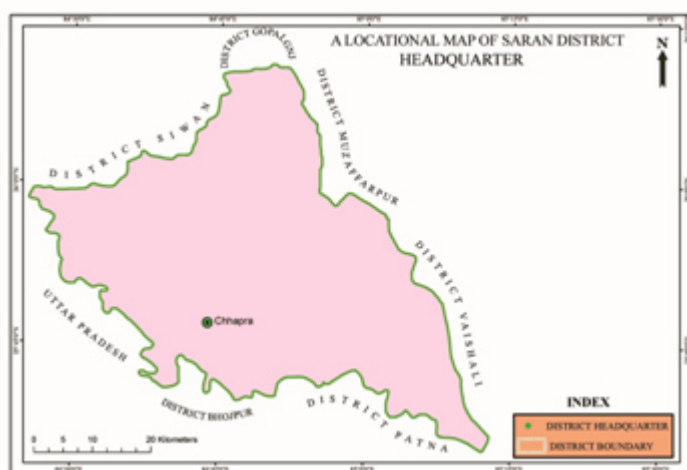 A LOCATIONAL MAP OF SARAN DISTRICT
HEADQUARTER
N
DISTRICT GOPALGNJ
DISTRICT SIWAN
DISTRICT MUZAFFARPUR
DISTRICT VAISHALI
UTTAR PRADESH
Chhapra
DISTRICT BHOJPUR
DISTRICT PATNA
0 5 10 20 Kilometers
INDEX
DISTRICT HEADQUARTER
DISTRICT BOUNDARY